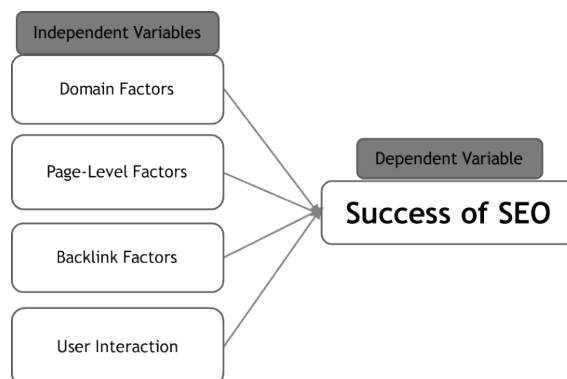 Independent Variables
Domain Factors
Page-Level Factors
Backlink Factors
User Interaction
Dependent Variable
Success of SEO